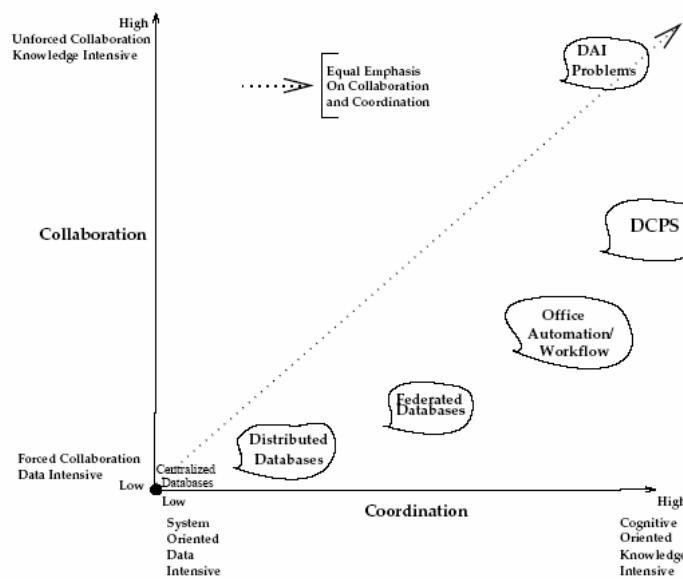 High
Unforced Collaboration
Knowledge Intensive
Equal Emphasis
On Collaboration
and Coordination
DAI
Problems
Collaboration
DCPS
Office
Automation/
Workflow
Federated
Databases
Distributed
Databases
Forced Collaboration
Data Intensive
Low
Centralized
Databases
Low
System
Oriented
Data
Intensive
Coordination
High
Cognitive
Oriented
Knowledge
Intensive